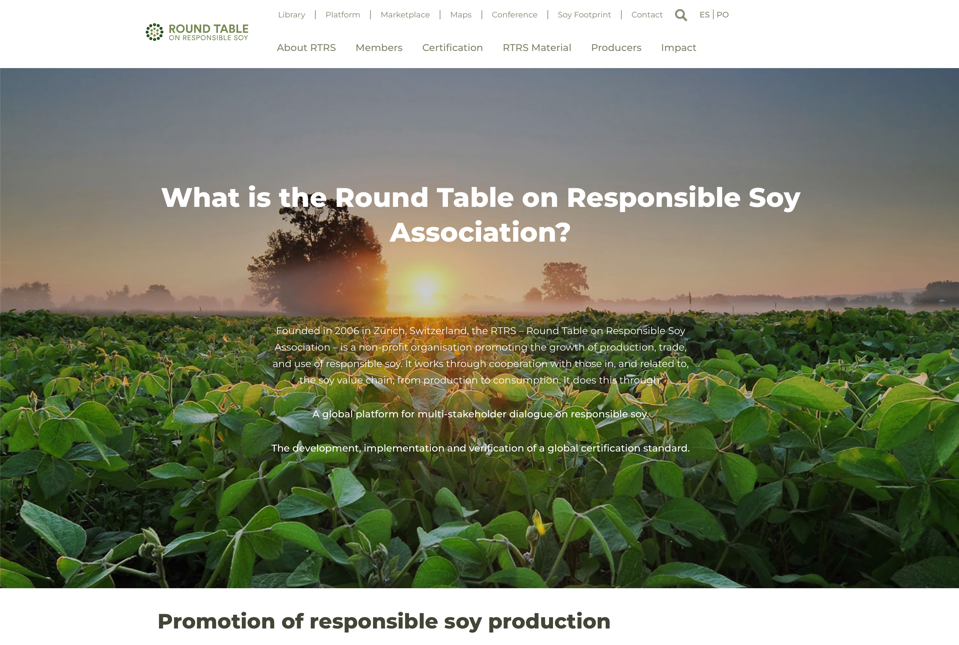 Library | Platform | Marketplace | Maps | Conference | Soy Footprint | Contact ES | PO
ROUND TABLE
ON RESPONSIBLE SOY
About RTRS Members Certification RTRS Material Producers Impact
What is the Round Table on Responsible Soy
Association?
Founded in 2006 in Zürich, Switzerland, the RTRS – Round Table on Responsible Soy
Association – is a non-profit organisation promoting the growth of production, trade,
and use of responsible soy. It works through cooperation with those in, and related to,
the soy value chain, from production to consumption. It does this through:
A global platform for multi-stakeholder dialogue on responsible soy.
The development, implementation and verification of a global certification standard.
Promotion of responsible soy production